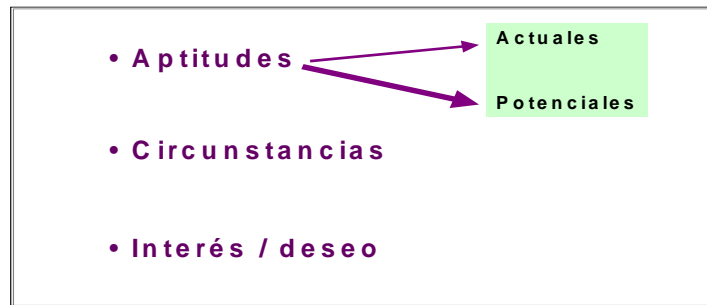 Actuales
• Aptitudes
Potenciales
• Circunstancias
• Interés / deseo